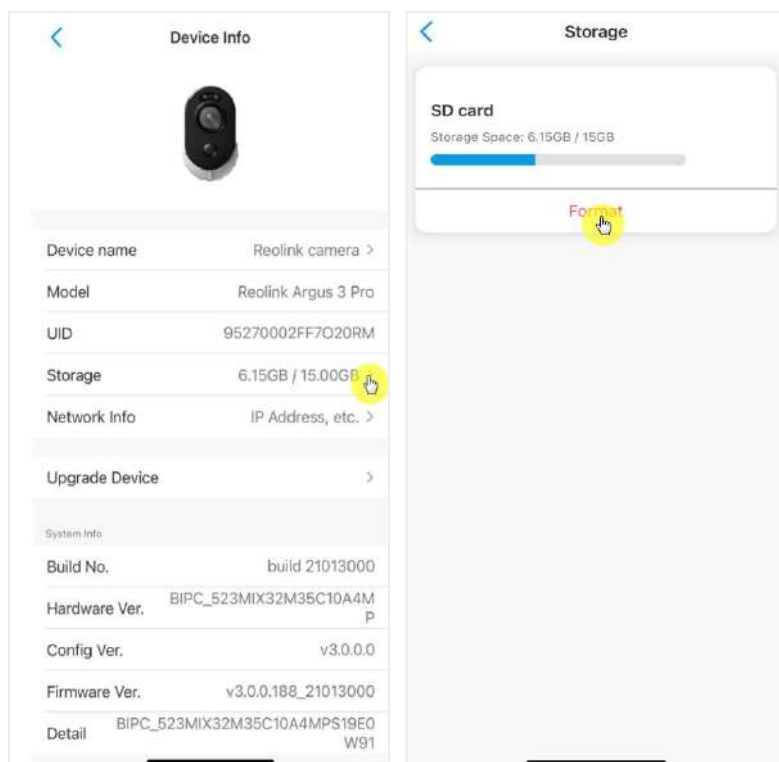 Device Info
Device name
Reolink camera >
Model
Reolink Argus 3 Pro
UID
95270002FF7O20RM
Storage
6.15GB / 15.00GB
Network Info
IP Address, etc. >
Upgrade Device
>
System Info
Build No.
build 21013000
Hardware Ver.
BIPC_523MIX32M35C10A4M
P
Config Ver.
v3.0.0.0
Firmware Ver.
v3.0.0.188_21013000
Detail
BIPC_523MIX32M35C10A4MPS19E0
W91
Storage
SD card
Storage Space: 6.15GB / 15GB
Format